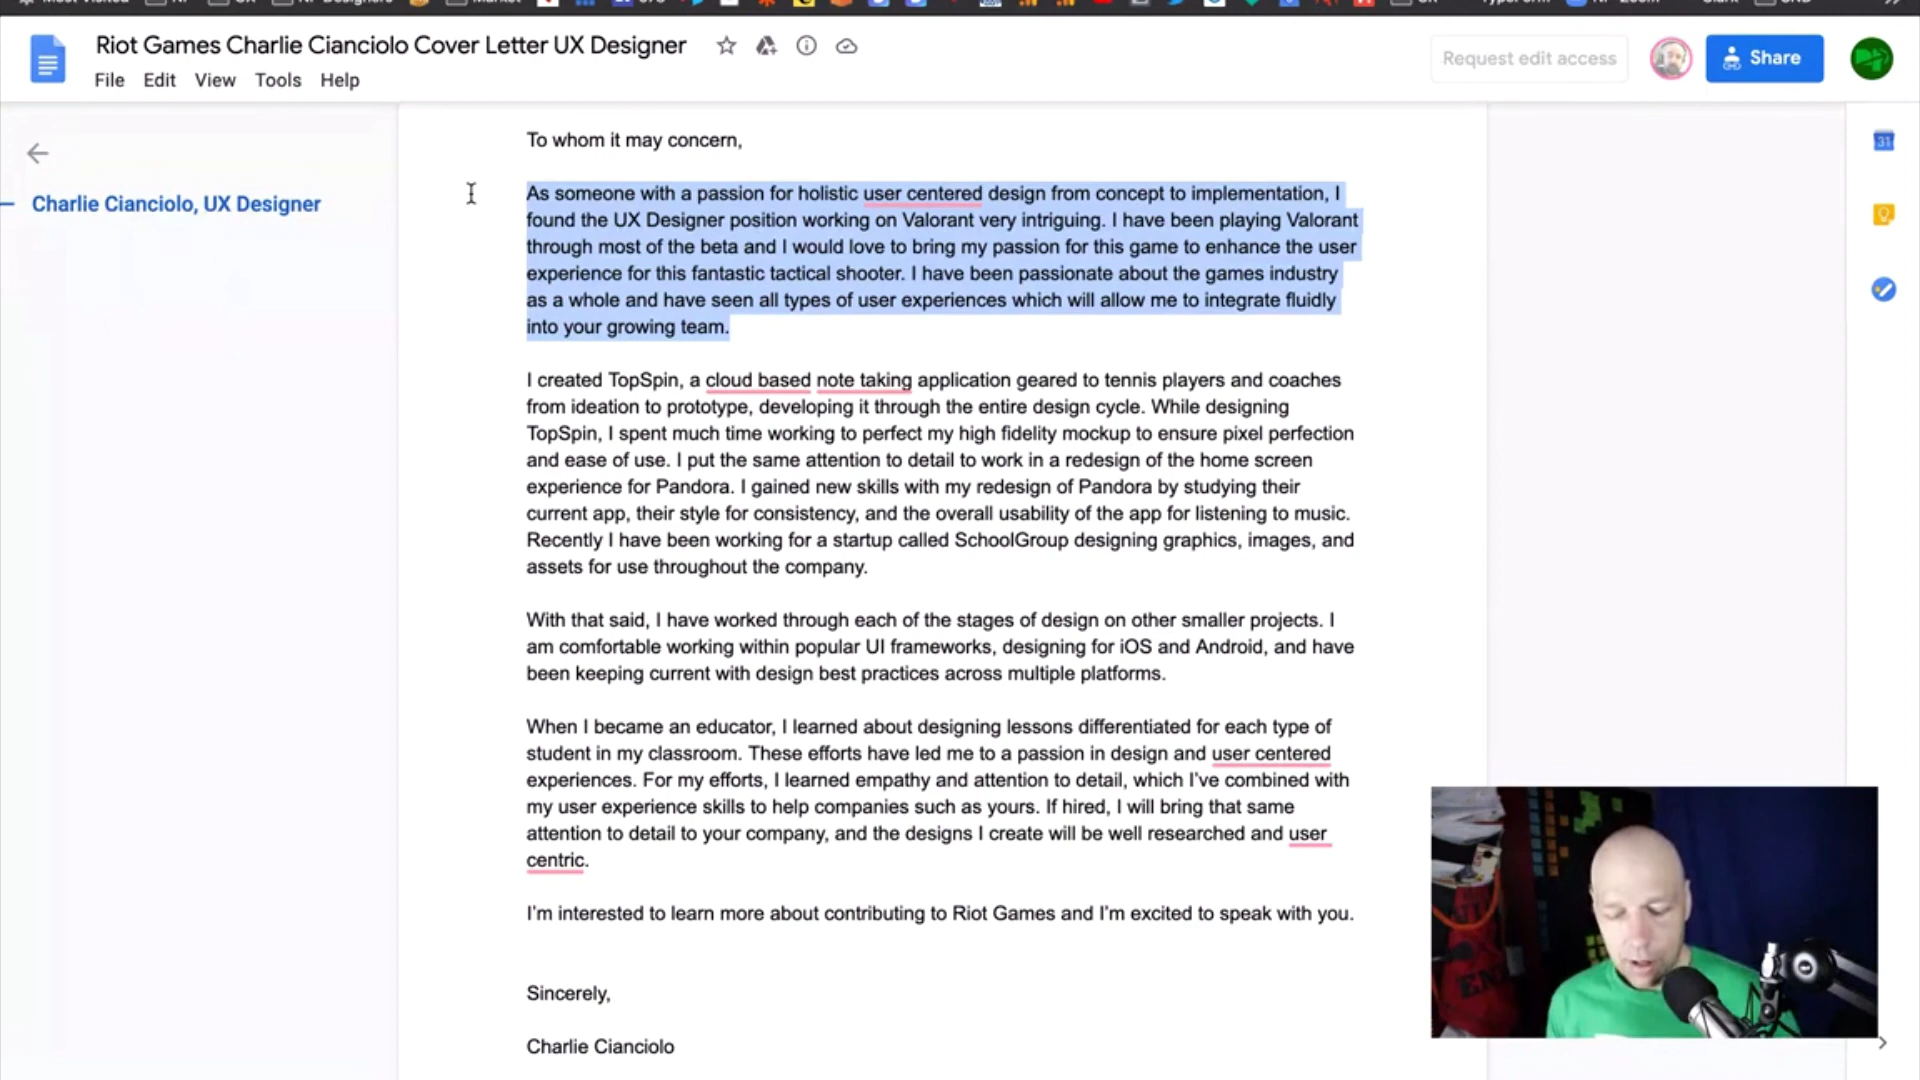 Riot Games Charlie Cianciolo Cover Letter UX Designer
File Edit View Tools Help
Request edit access
Share
Charlie Cianciolo, UX Designer
31
To whom it may concern,
As someone with a passion for holistic user centered design from concept to implementation, I
found the UX Designer position working on Valorant very intriguing. I have been playing Valorant
through most of the beta and I would love to bring my passion for this game to enhance the user
experience for this fantastic tactical shooter. I have been passionate about the games industry
as a whole and have seen all types of user experiences which will allow me to integrate fluidly
into your growing team.
I created TopSpin, a cloud based note taking application geared to tennis players and coaches
from ideation to prototype, developing it through the entire design cycle. While designing
TopSpin, I spent much time working to perfect my high fidelity mockup to ensure pixel perfection
and ease of use. I put the same attention to detail to work in a redesign of the home screen
experience for Pandora. I gained new skills with my redesign of Pandora by studying their
current app, their style for consistency, and the overall usability of the app for listening to music.
Recently I have been working for a startup called SchoolGroup designing graphics, images, and
assets for use throughout the company.
With that said, I have worked through each of the stages of design on other smaller projects. I
am comfortable working within popular UI frameworks, designing for iOS and Android, and have
been keeping current with design best practices across multiple platforms.
When I became an educator, I learned about designing lessons differentiated for each type of
student in my classroom. These efforts have led me to a passion in design and user centered
experiences. For my efforts, I learned empathy and attention to detail, which I've combined with
my user experience skills to help companies such as yours. If hired, I will bring that same
attention to detail to your company, and the designs I create will be well researched and user
centric.
I'm interested to learn more about contributing to Riot Games and I'm excited to speak with you.
Sincerely,
Charlie Cianciolo